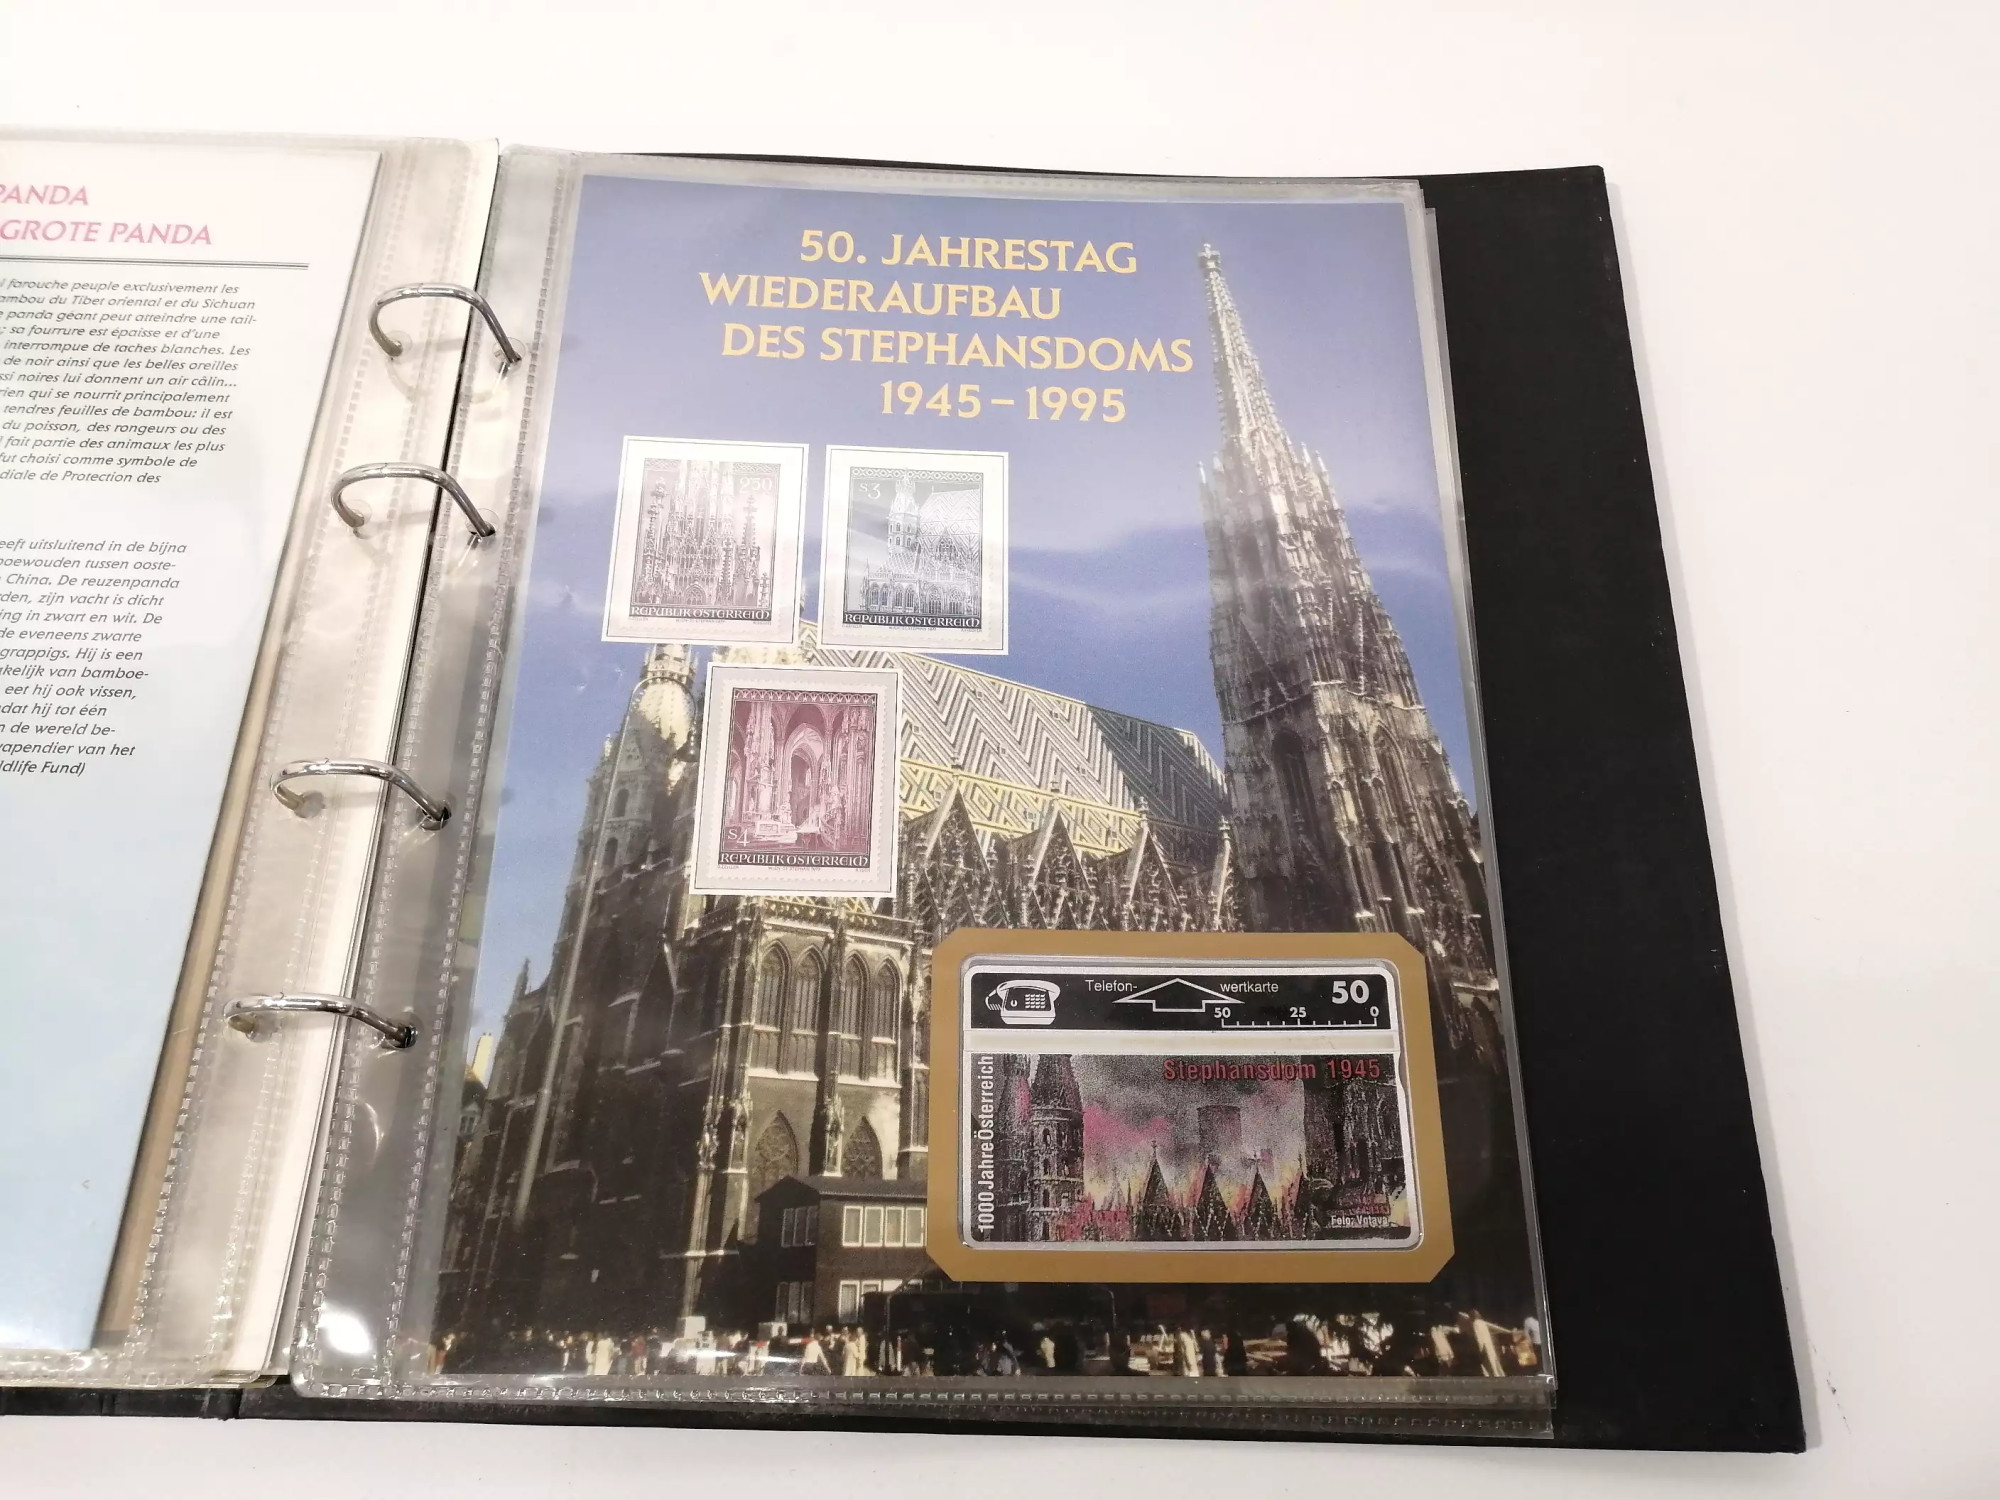 PANDA
GROTE PANDA
l farouche peuple exclusivement les
ambou du Tibet oriental et du Sichuan
e panda géant peut atteindre une tail-
; sa fourrure est épaisse et d'une
interrompue de taches blanches. Les
de noir ainsi que les belles oreilles
ssi noires lui donnent un air câlin...
rien qui se nourrit principalement
tendres feuilles de bambou: il est
du poisson, des rongeurs ou des
l fait partie des animaux les plus
fut choisi comme symbole de
diale de Protection des
eeft uitsluitend in de bijna
boewouden tussen ooste-
China. De reuzenpanda
den, zijn vacht is dicht
ing in zwart en wit. De
de eveneens zwarte
grappigs. Hij is een
kelijk van bamboe-
eet hij ook vissen,
dat hij tot één
n de wereld be-
apendier van het
ldlife Fund)
50. JAHRESTAG
WIEDERAUFBAU
DES STEPHANSDOMS
1945 – 1995
2'50
REPUBLIK ÖSTERREICH
S3
REPUBLIK ÖSTERREICH
S4
REPUBLIK ÖSTERREICH
Telefon- wertkarte 50
50 25 0
Stephansdom 1945
1000 Jahre Österreich
Foto: Votava